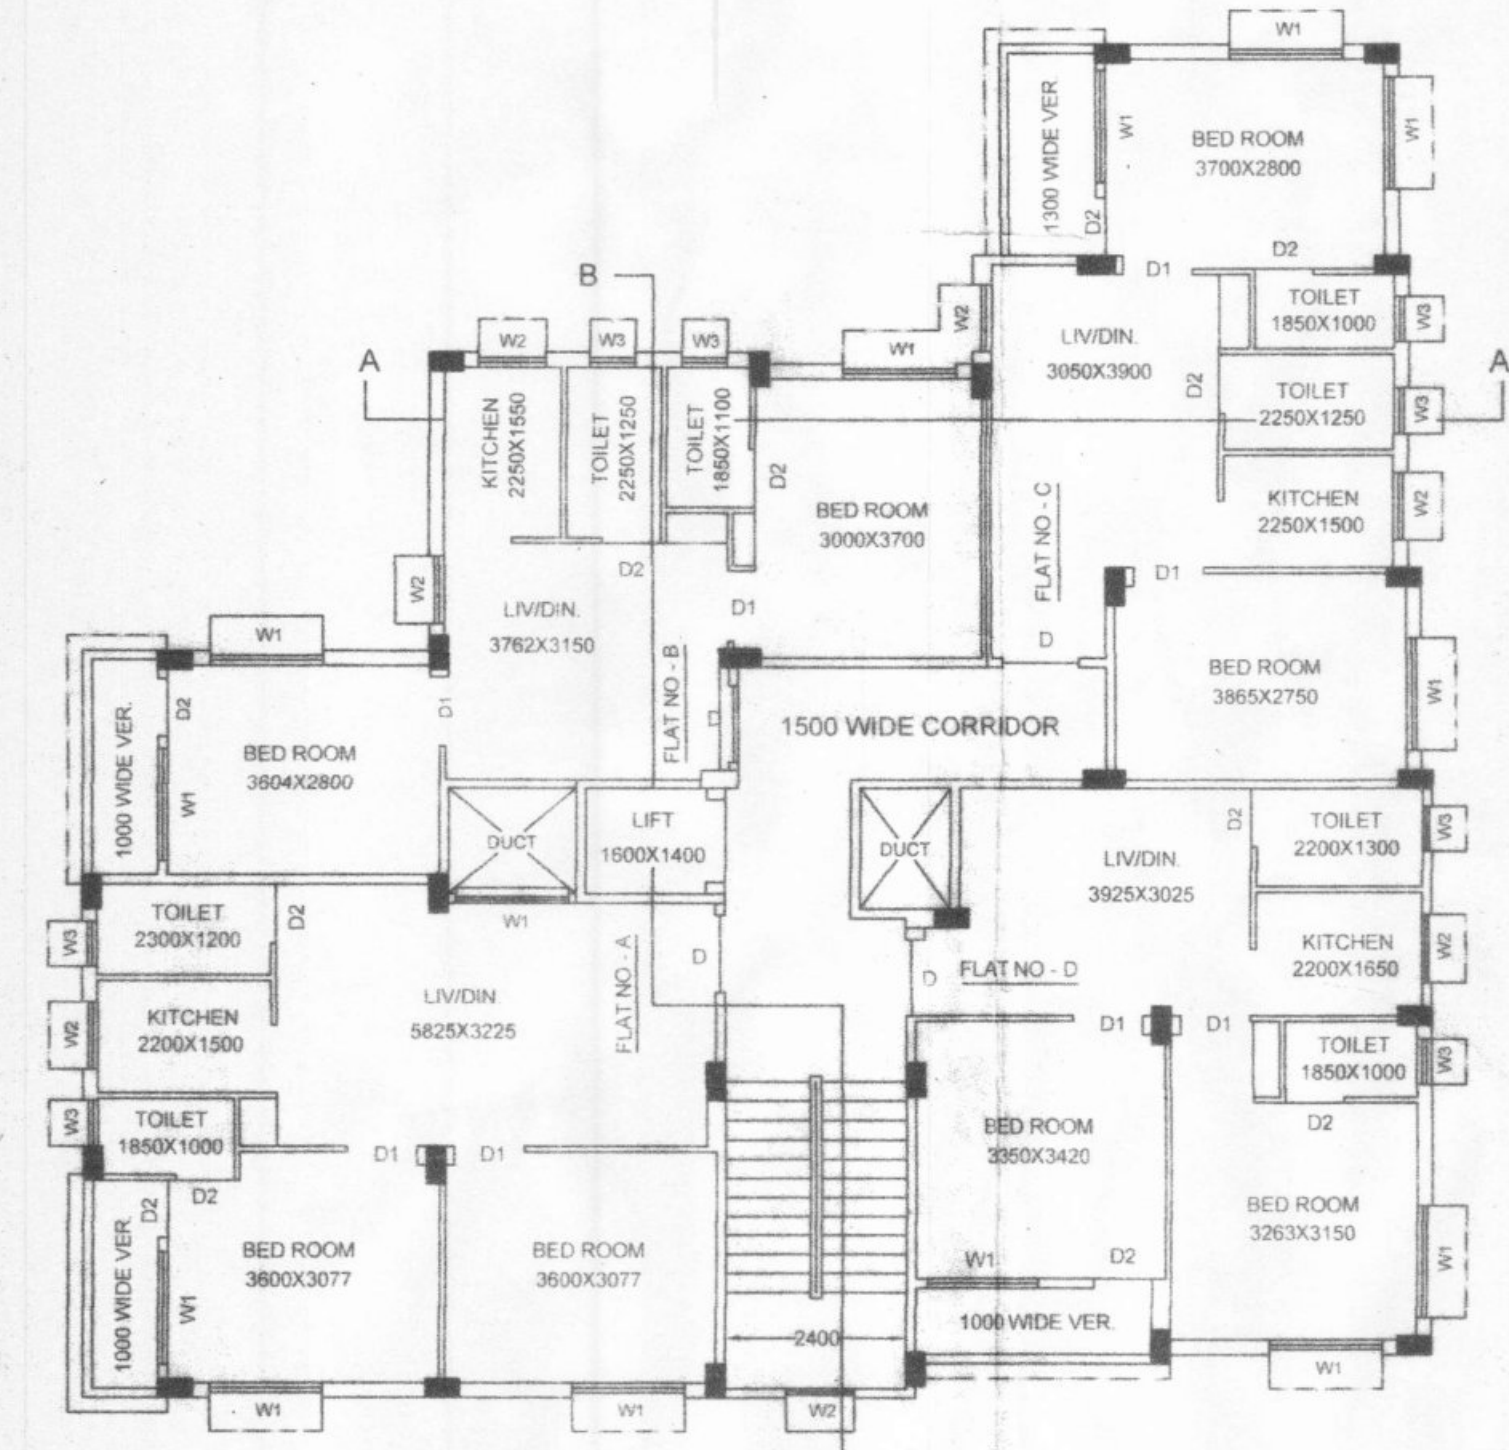 W1
1300 WIDE VER.
W1
D2
BED ROOM
3700X2800
W1
D2
D1
B
TOILET
1850X1000
W3
W2
LIV/DIN.
3050X3900
W2
W3
W3
W1
A
A
D2
TOILET
2250X1250
W3
KITCHEN
2250X1550
TOILET
2250X1250
TOILET
1850X1100
D2
BED ROOM
3000X3700
FLAT NO - C
KITCHEN
2250X1500
W2
W2
D2
D1
D1
LIV/DIN.
3762X3150
D
W1
FLAT NO - B
BED ROOM
3865X2750
W1
1000 WIDE VER.
D2
D1
D
1500 WIDE CORRIDOR
BED ROOM
3604X2800
W1
DUCT
LIFT
1600X1400
DUCT
D2
TOILET
2200X1300
W3
LIV/DIN.
3925X3025
W3
TOILET
2300X1200
D2
W1
FLAT NO - A
D
D
FLAT NO - D
KITCHEN
2200X1650
W2
LIV/DIN.
5825X3225
W2
KITCHEN
2200X1500
D1
D1
TOILET
1850X1000
W3
W3
TOILET
1850X1000
D1
D1
D2
D2
D2
BED ROOM
3350X3420
BED ROOM
3263X3150
W1
1000 WIDE VER.
W1
BED ROOM
3600X3077
BED ROOM
3600X3077
W1
D2
2400
1000 WIDE VER.
W1
W1
W1
W2